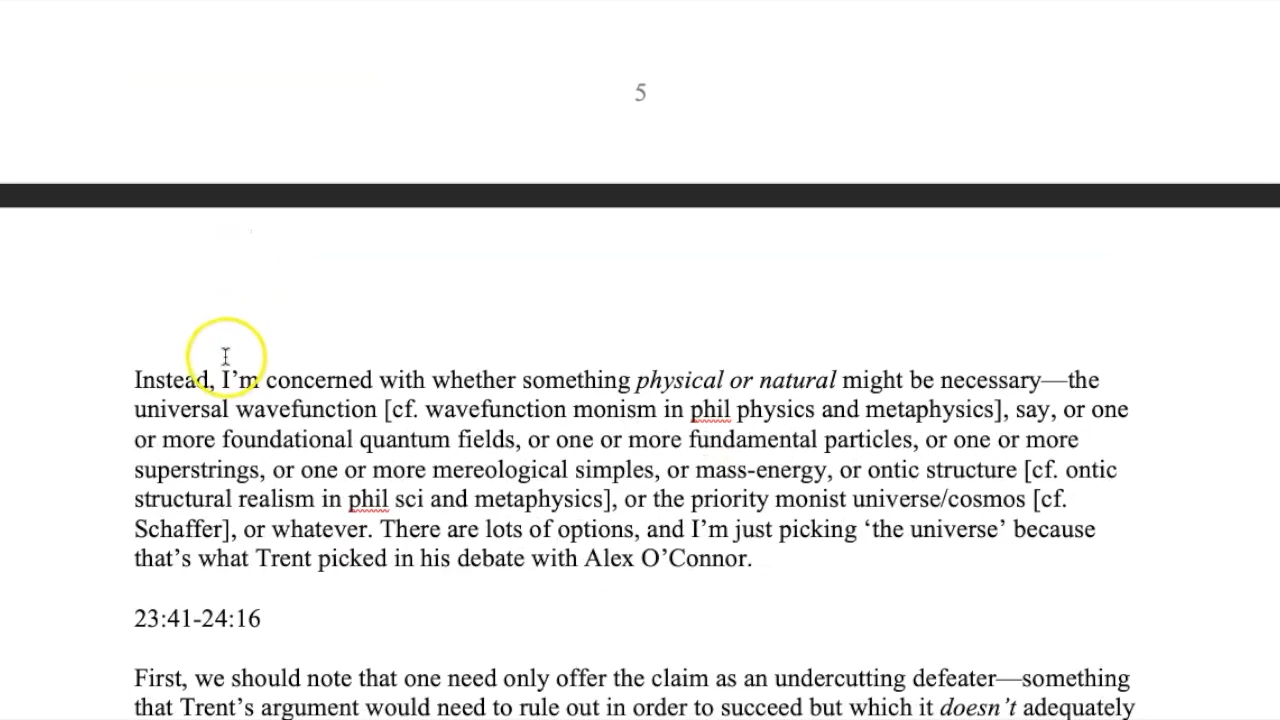 5
Instead, I’m concerned with whether something physical or natural might be necessary—the
universal wavefunction [cf. wavefunction monism in phil physics and metaphysics], say, or one
or more foundational quantum fields, or one or more fundamental particles, or one or more
superstrings, or one or more mereological simples, or mass-energy, or ontic structure [cf. ontic
structural realism in phil sci and metaphysics], or the priority monist universe/cosmos [cf.
Schaffer], or whatever. There are lots of options, and I’m just picking ‘the universe’ because
that’s what Trent picked in his debate with Alex O’Connor.
23:41-24:16
First, we should note that one need only offer the claim as an undercutting defeater—something
that Trent’s argument would need to rule out in order to succeed but which it doesn’t adequately